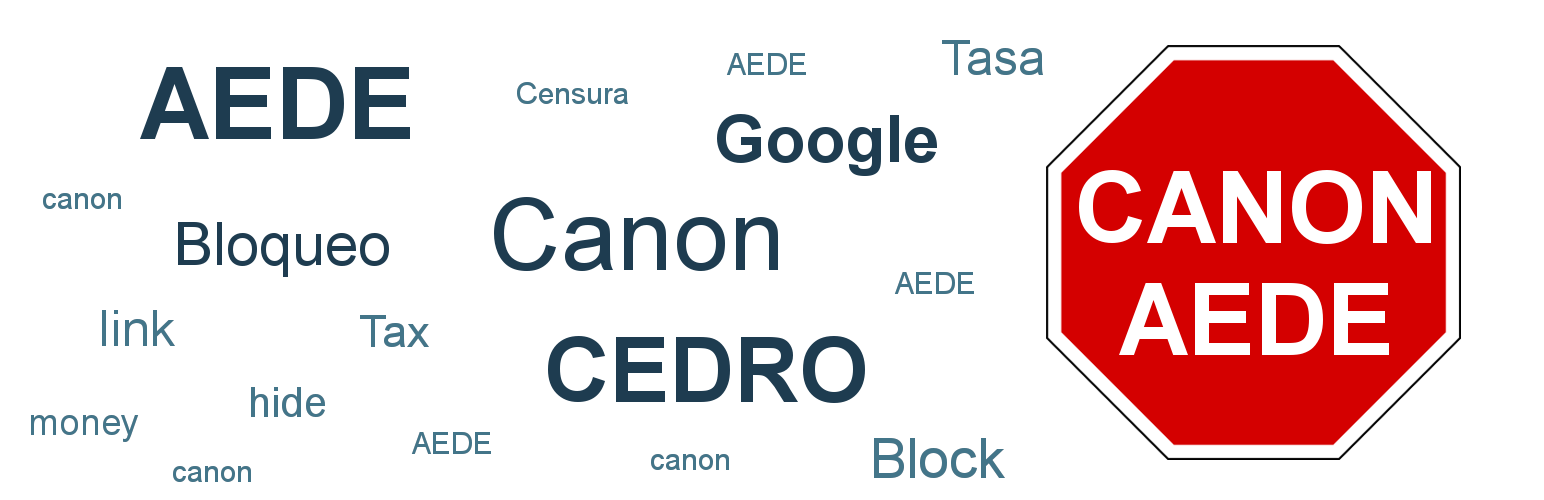 AEDE
Censura
AEDE
Tasa
Google
canon
Bloqueo
Canon
AEDE
link
Tax
CEDRO
hide
money
AEDE
canon
canon
Block
CANON
AEDE